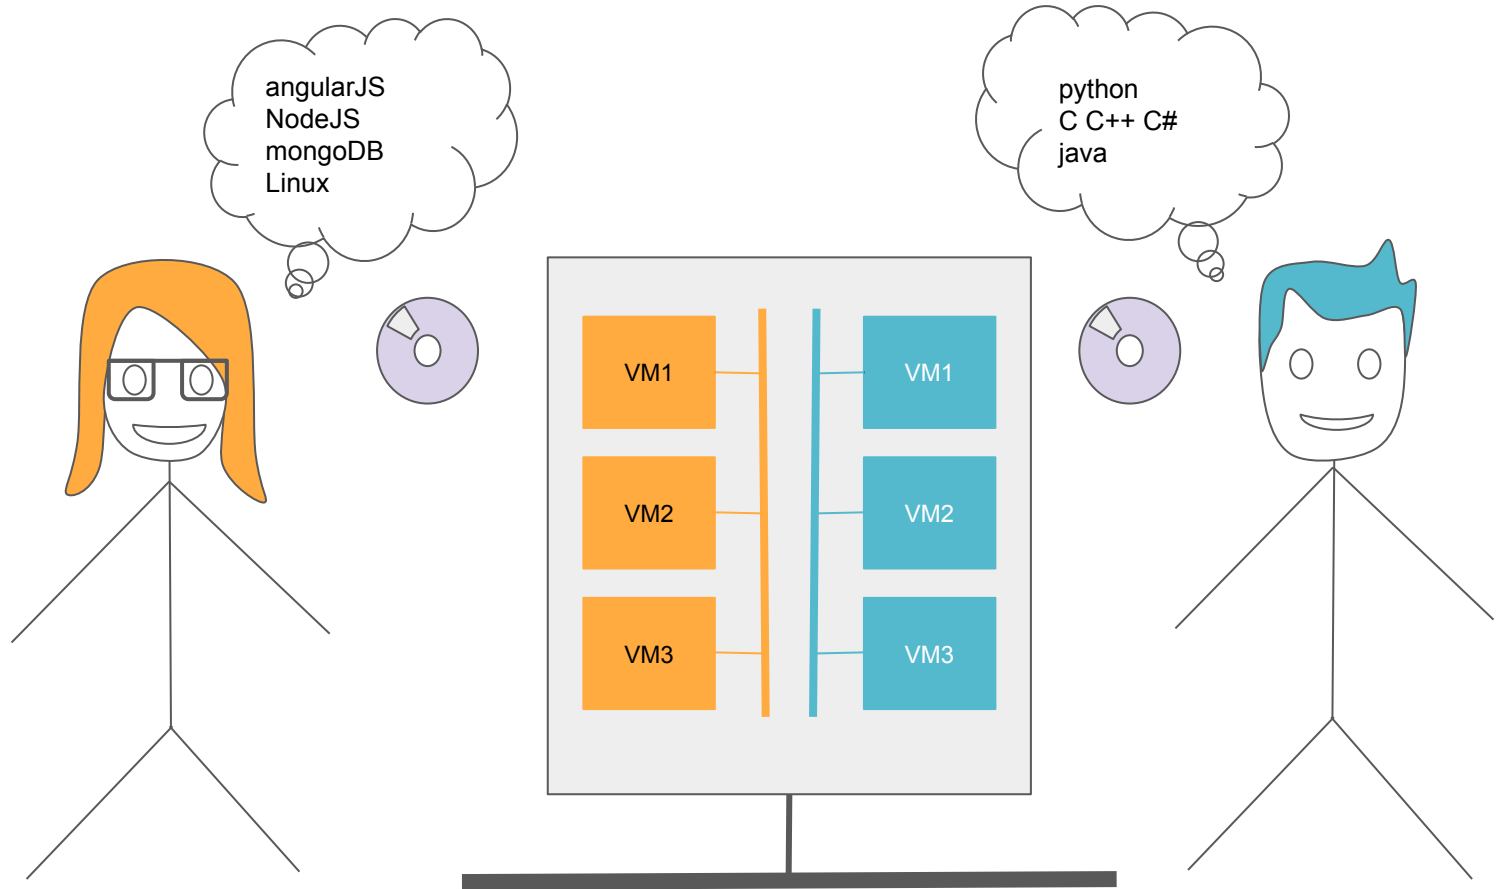 angularJS
NodeJS
mongoDB
Linux
python
C C++ C#
java
VM1
VM2
VM3
VM1
VM2
VM3